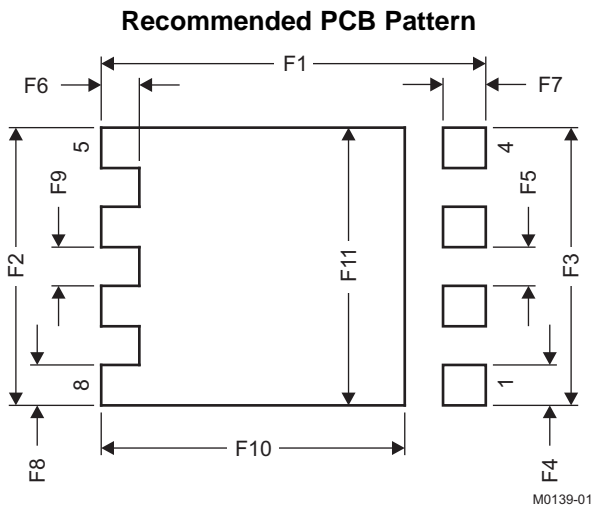 Recommended PCB Pattern
F1
F6
F7
5
4
F9
F5
F2
F11
F3
8
1
F10
F8
F4
M0139-01